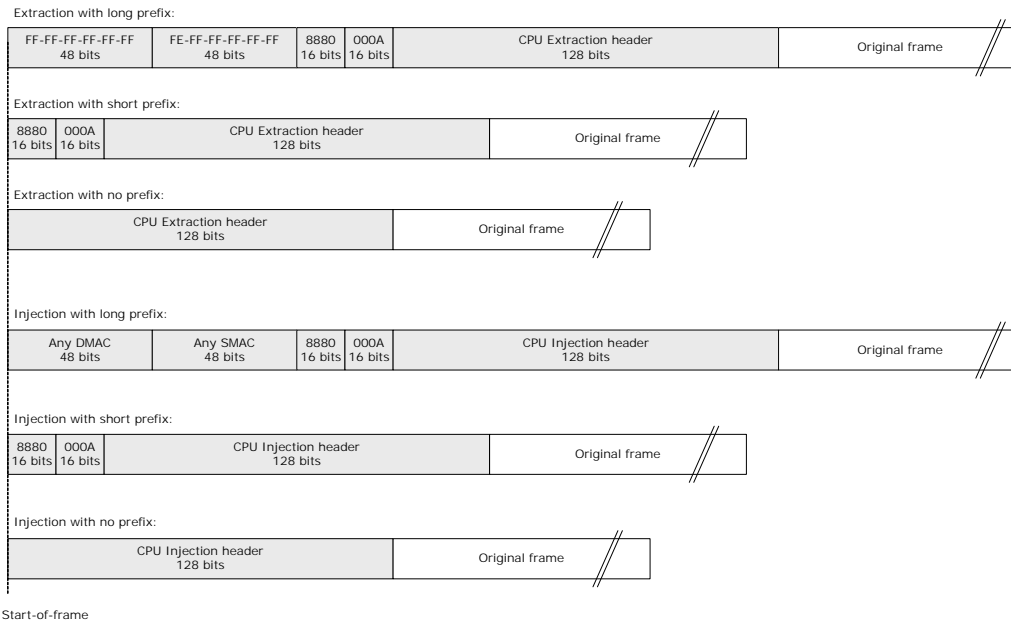 Extraction with long prefix:
FF-FF-FF-FF-FF-FF FE-FF-FF-FF-FF-FF 8880 000A CPU Extraction header Original frame
48 bits 48 bits 16 bits 16 bits 128 bits
Extraction with short prefix:
8880 000A CPU Extraction header Original frame
16 bits 16 bits 128 bits
Extraction with no prefix:
CPU Extraction header Original frame
128 bits
Injection with long prefix:
Any DMAC Any SMAC 8880 000A CPU Injection header Original frame
48 bits 48 bits 16 bits 16 bits 128 bits
Injection with short prefix:
8880 000A CPU Injection header Original frame
16 bits 16 bits 128 bits
Injection with no prefix:
CPU Injection header Original frame
128 bits
Start-of-frame